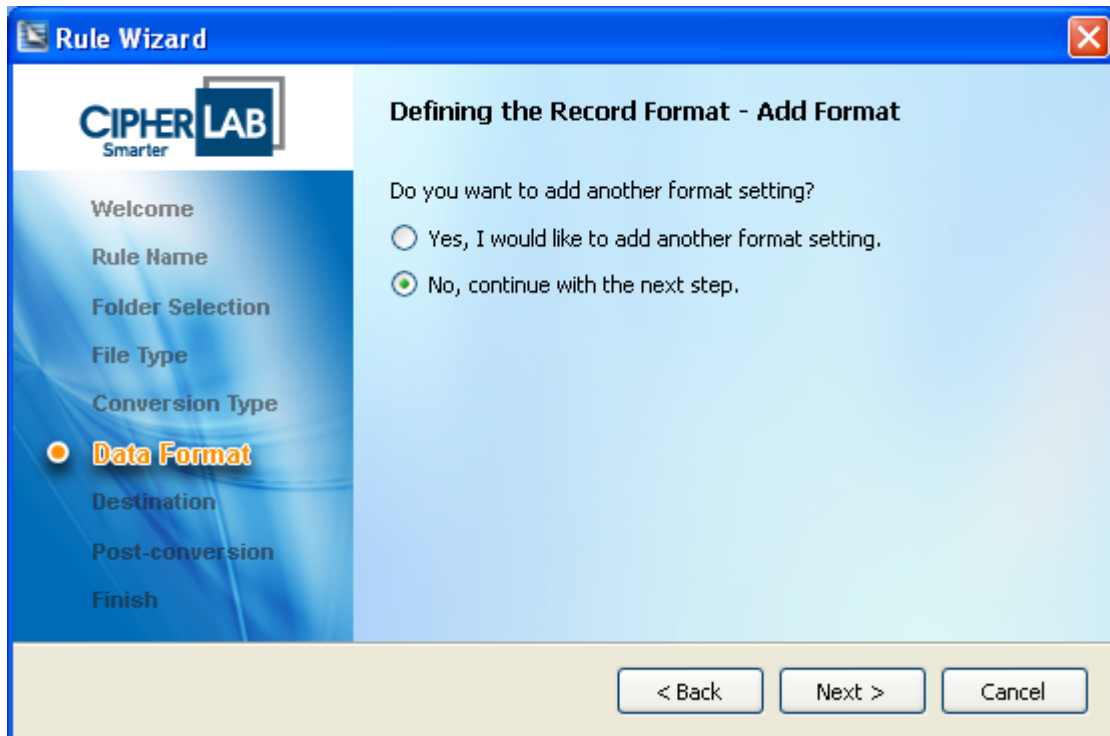 Rule Wizard
CIPHERLAB
Smarter
Welcome
Rule Name
Folder Selection
File Type
Conversion Type
Data Format
Destination
Post-conversion
Finish
Defining the Record Format - Add Format
Do you want to add another format setting?
Yes, I would like to add another format setting.
No, continue with the next step.
< Back
Next >
Cancel